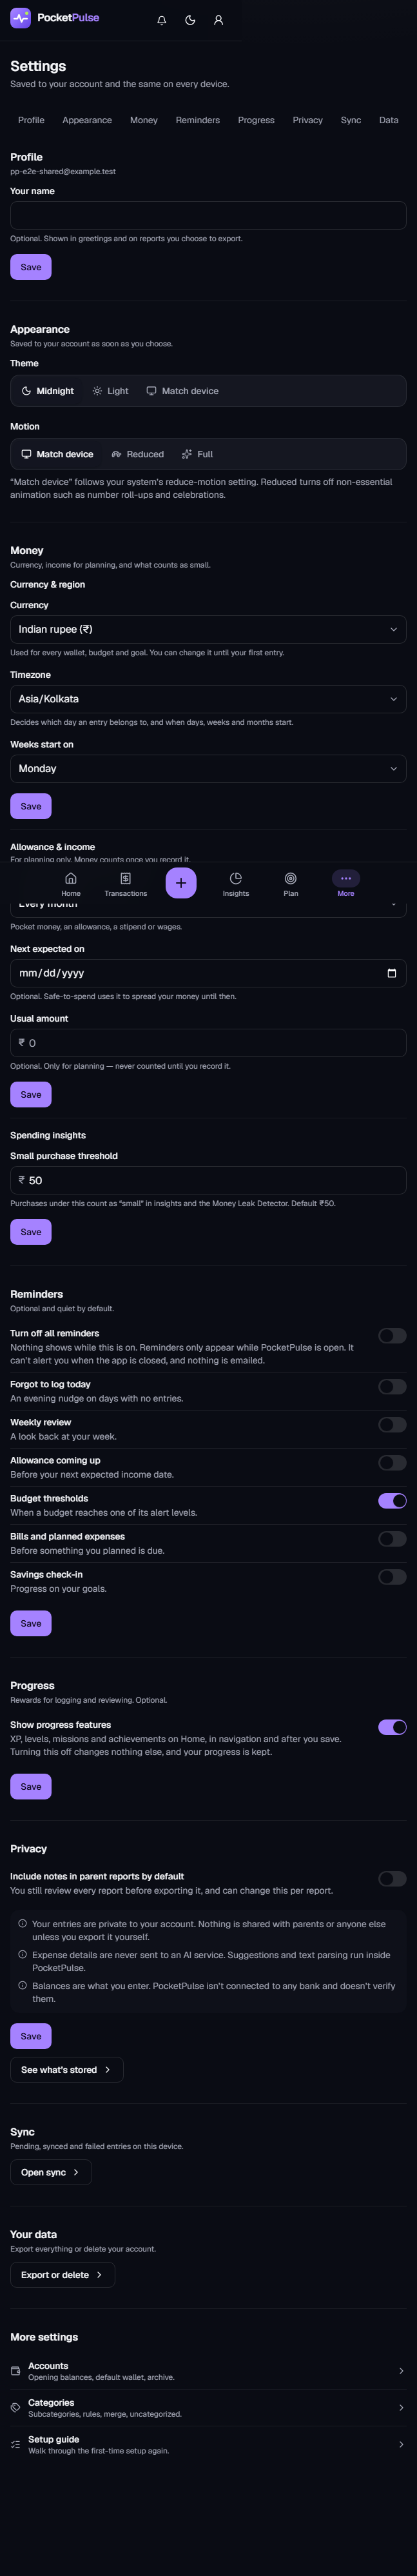 PocketPulse
Settings
Saved to your account and the same on every device.
Profile Appearance Money Reminders Progress Privacy Sync Data
Profile
pp-e2e-shared@example.test
Your name
Optional. Shown in greetings and on reports you choose to export.
Save
Appearance
Saved to your account as soon as you choose.
Theme
Midnight Light Match device
Motion
Match device Reduced Full
“Match device” follows your system's reduce-motion setting. Reduced turns off non-essential
animation such as number roll-ups and celebrations.
Money
Currency, income for planning, and what counts as small.
Currency & region
Currency
Indian rupee (₹)
Used for every wallet, budget and goal. You can change it until your first entry.
Timezone
Asia/Kolkata
Decides which day an entry belongs to, and when days, weeks and months start.
Weeks start on
Monday
Save
Allowance & income
For planning only. Money counts once you record it.
Home Transactions Insights Plan More
Every month
Pocket money, an allowance, a stipend or wages.
Next expected on
mm/dd/yyyy
Optional. Safe-to-spend uses it to spread your money until then.
Usual amount
₹ 0
Optional. Only for planning — never counted until you record it.
Save
Spending insights
Small purchase threshold
₹ 50
Purchases under this count as “small” in insights and the Money Leak Detector. Default ₹50.
Save
Reminders
Optional and quiet by default.
Turn off all reminders
Nothing shows while this is on. Reminders only appear while PocketPulse is open. It
can't alert you when the app is closed, and nothing is emailed.
Forgot to log today
An evening nudge on days with no entries.
Weekly review
A look back at your week.
Allowance coming up
Before your next expected income date.
Budget thresholds
When a budget reaches one of its alert levels.
Bills and planned expenses
Before something you planned is due.
Savings check-in
Progress on your goals.
Save
Progress
Rewards for logging and reviewing. Optional.
Show progress features
XP, levels, missions and achievements on Home, in navigation and after you save.
Turning this off changes nothing else, and your progress is kept.
Save
Privacy
Include notes in parent reports by default
You still review every report before exporting it, and can change this per report.
Your entries are private to your account. Nothing is shared with parents or anyone else
unless you export it yourself.
Expense details are never sent to an AI service. Suggestions and text parsing run inside
PocketPulse.
Balances are what you enter. PocketPulse isn't connected to any bank and doesn't verify
them.
Save
See what's stored
Sync
Pending, synced and failed entries on this device.
Open sync
Your data
Export everything or delete your account.
Export or delete
More settings
Accounts
Opening balances, default wallet, archive.
Categories
Subcategories, rules, merge, uncategorized.
Setup guide
Walk through the first-time setup again.